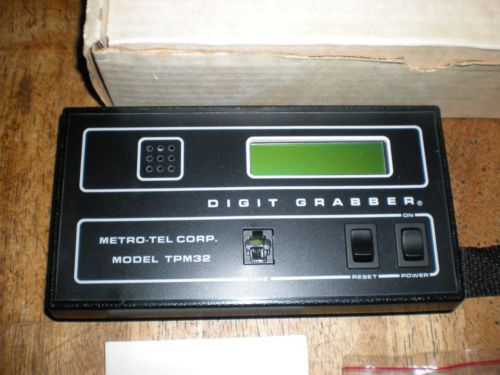 DIGIT GRABBER®
ON
METRO-TEL CORP.
MODEL TPM32
LINE
RESET
POWER